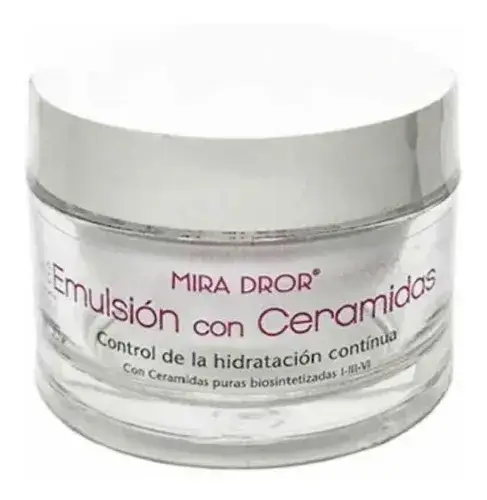 MIRA DROR®
Emulsión con Ceramidas
Control de la hidratación contínua
Con Ceramidas puras biosintetizadas I-III-VI